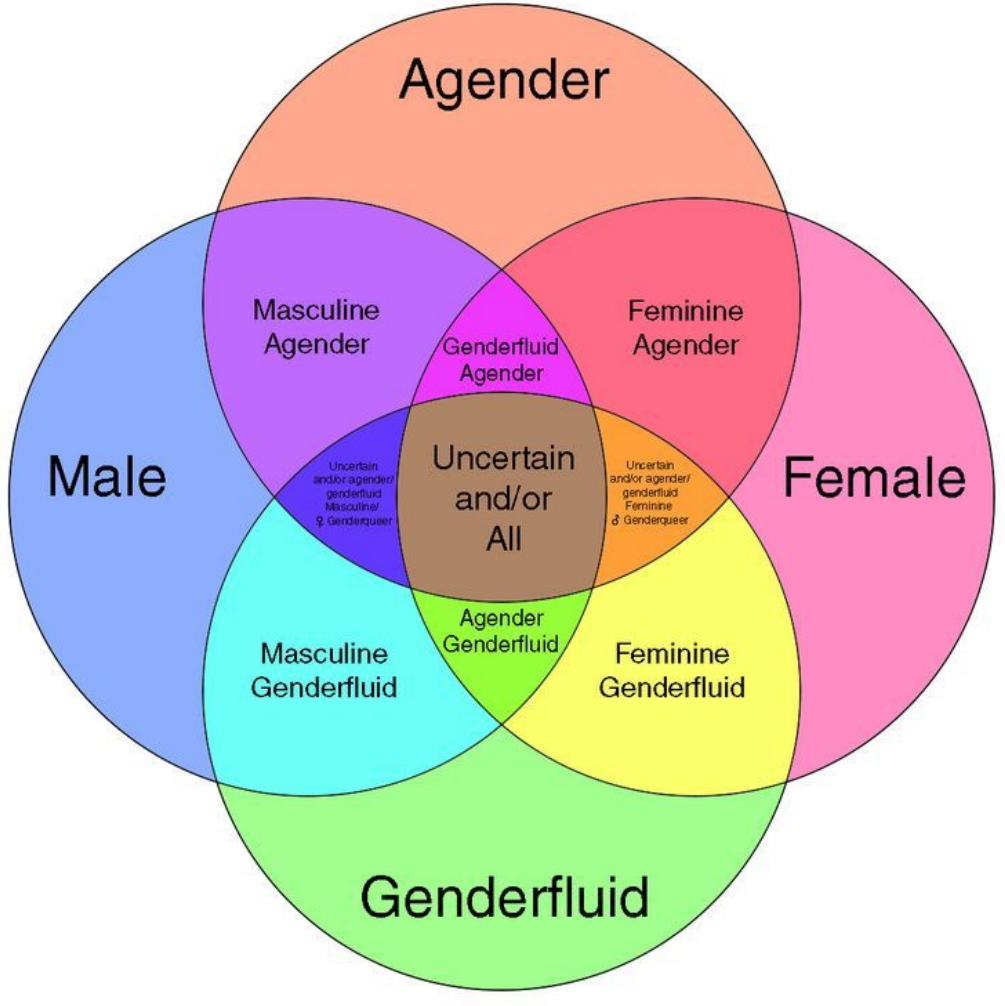 Agender
Masculine
Agender
Feminine
Agender
Genderfluid
Agender
Male
Uncertain
and/or agender/
genderfluid
Masculine/
♀ Genderqueer
Uncertain
and/or
All
Uncertain
and/or agender/
genderfluid
Feminine
♂ Genderqueer
Female
Agender
Genderfluid
Masculine
Genderfluid
Feminine
Genderfluid
Genderfluid